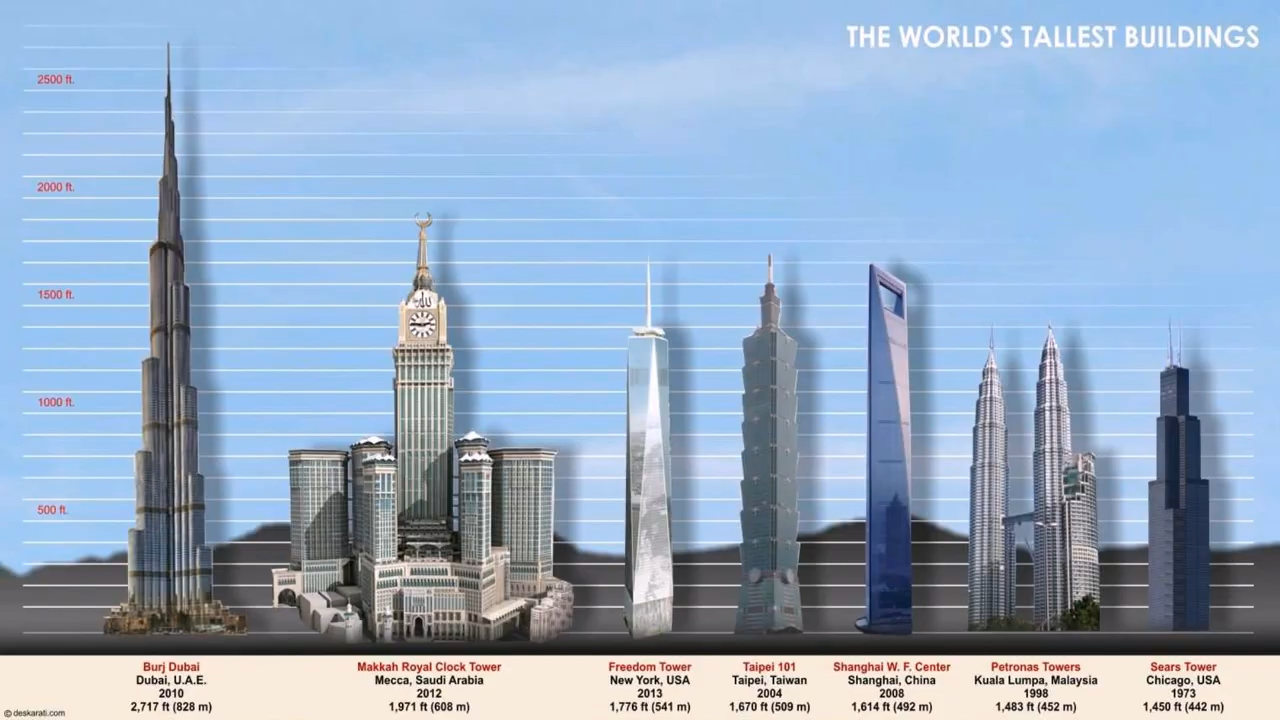 THE WORLD'S TALLEST BUILDINGS
2500 ft.
2000 ft.
1500 ft.
1000 ft.
500 ft.
Burj Dubai
Dubai, U.A.E.
2010
2,717 ft (828 m)
Makkah Royal Clock Tower
Mecca, Saudi Arabia
2012
1,971 ft (608 m)
Freedom Tower
New York, USA
2013
1,776 ft (541 m)
Taipei 101
Taipei, Taiwan
2004
1,670 ft (509 m)
Shanghai W. F. Center
Shanghai, China
2008
1,614 ft (492 m)
Petronas Towers
Kuala Lumpa, Malaysia
1998
1,483 ft (452 m)
Sears Tower
Chicago, USA
1973
1,450 ft (442 m)
© deskarati.com